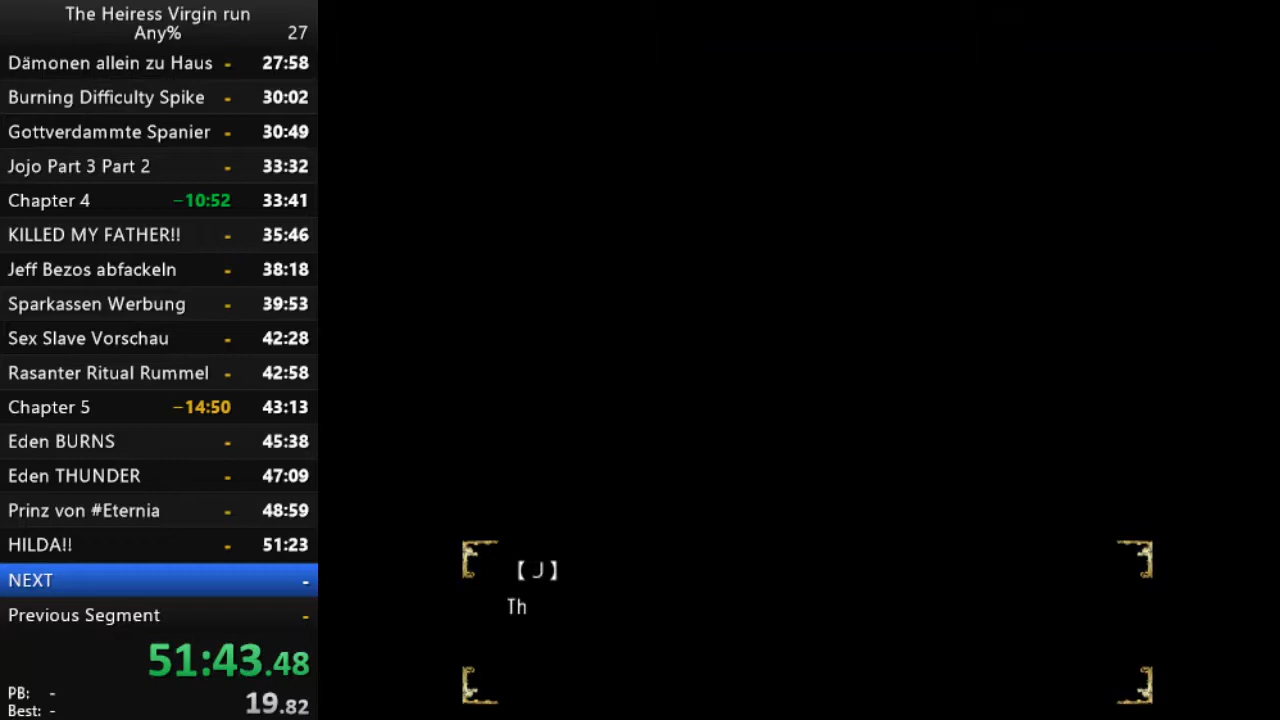 The Heiress Virgin run
Any% 27
Dämonen allein zu Haus - 27:58
Burning Difficulty Spike - 30:02
Gottverdammte Spanier - 30:49
Jojo Part 3 Part 2 - 33:32
Chapter 4 −10:52 33:41
KILLED MY FATHER!! - 35:46
Jeff Bezos abfackeln - 38:18
Sparkassen Werbung - 39:53
Sex Slave Vorschau - 42:28
Rasanter Ritual Rummel - 42:58
Chapter 5 −14:50 43:13
Eden BURNS - 45:38
Eden THUNDER - 47:09
Prinz von #Eternia - 48:59
HILDA!! - 51:23
NEXT -
Previous Segment -
51:43.48
PB: -
Best: - 19.82
【J】
Th